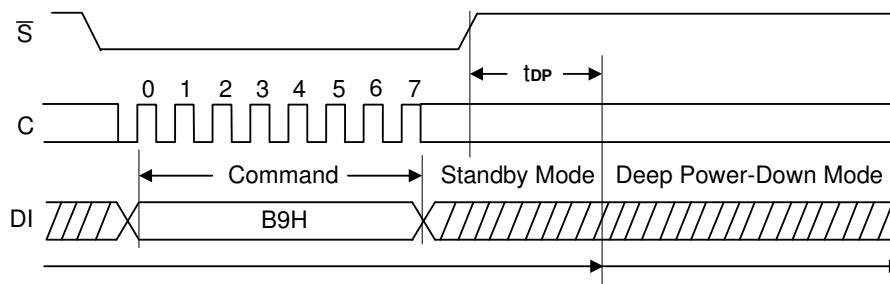 S̅
tDP
0 1 2 3 4 5 6 7
C
Command Standby Mode Deep Power-Down Mode
DI B9H